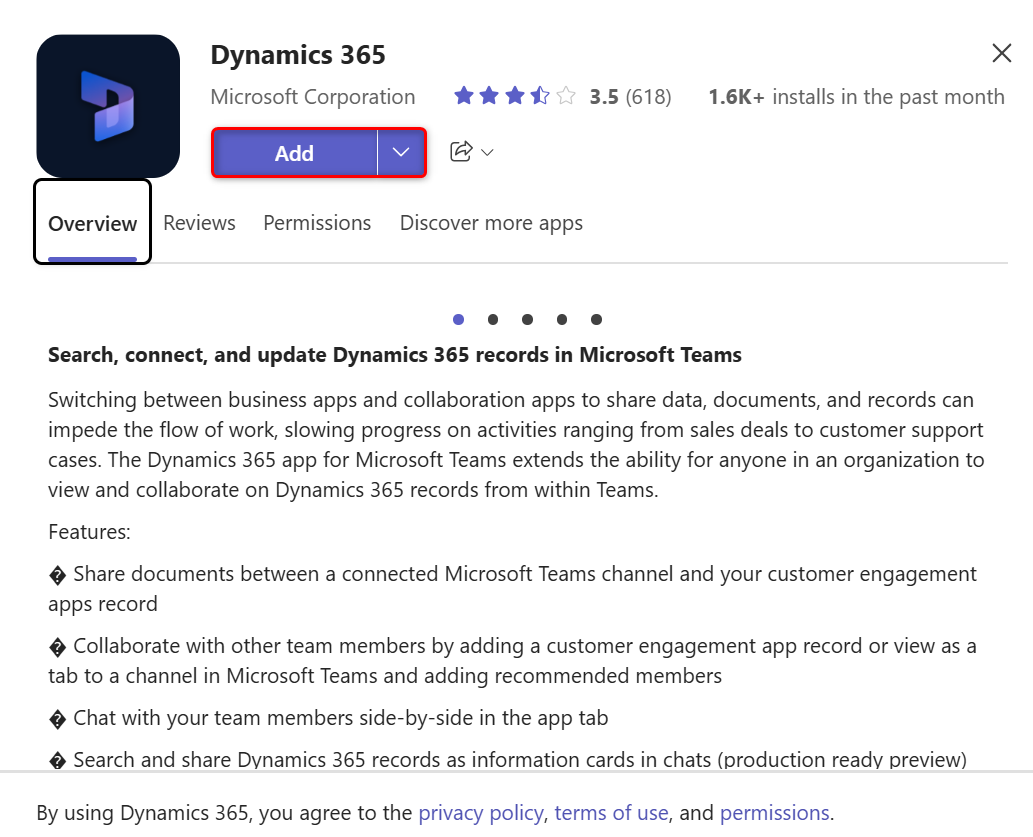 Dynamics 365
Microsoft Corporation 3.5 (618) 1.6K+ installs in the past month
Add
Overview Reviews Permissions Discover more apps
Search, connect, and update Dynamics 365 records in Microsoft Teams
Switching between business apps and collaboration apps to share data, documents, and records can
impede the flow of work, slowing progress on activities ranging from sales deals to customer support
cases. The Dynamics 365 app for Microsoft Teams extends the ability for anyone in an organization to
view and collaborate on Dynamics 365 records from within Teams.
Features:
� Share documents between a connected Microsoft Teams channel and your customer engagement
apps record
� Collaborate with other team members by adding a customer engagement app record or view as a
tab to a channel in Microsoft Teams and adding recommended members
� Chat with your team members side-by-side in the app tab
� Search and share Dynamics 365 records as information cards in chats (production ready preview)
By using Dynamics 365, you agree to the privacy policy, terms of use, and permissions.